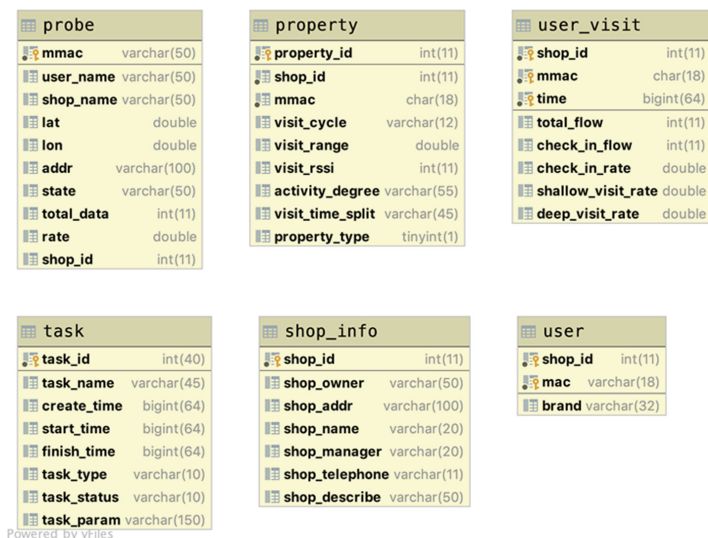 probe
mmac varchar(50)
user_name varchar(50)
shop_name varchar(50)
lat double
lon double
addr varchar(100)
state varchar(50)
total_data int(11)
rate double
shop_id int(11)
property
property_id int(11)
shop_id int(11)
mmac char(18)
visit_cycle varchar(12)
visit_range double
visit_rssi int(11)
activity_degree varchar(55)
visit_time_split varchar(45)
property_type tinyint(1)
user_visit
shop_id int(11)
mmac char(18)
time bigint(64)
total_flow int(11)
check_in_flow int(11)
check_in_rate double
shallow_visit_rate double
deep_visit_rate double
task
task_id int(40)
task_name varchar(45)
create_time bigint(64)
start_time bigint(64)
finish_time bigint(64)
task_type varchar(10)
task_status varchar(10)
task_param varchar(150)
shop_info
shop_id int(11)
shop_owner varchar(50)
shop_addr varchar(100)
shop_name varchar(20)
shop_manager varchar(20)
shop_telephone varchar(11)
shop_describe varchar(50)
user
shop_id int(11)
mac varchar(18)
brand varchar(32)
Powered by yFiles